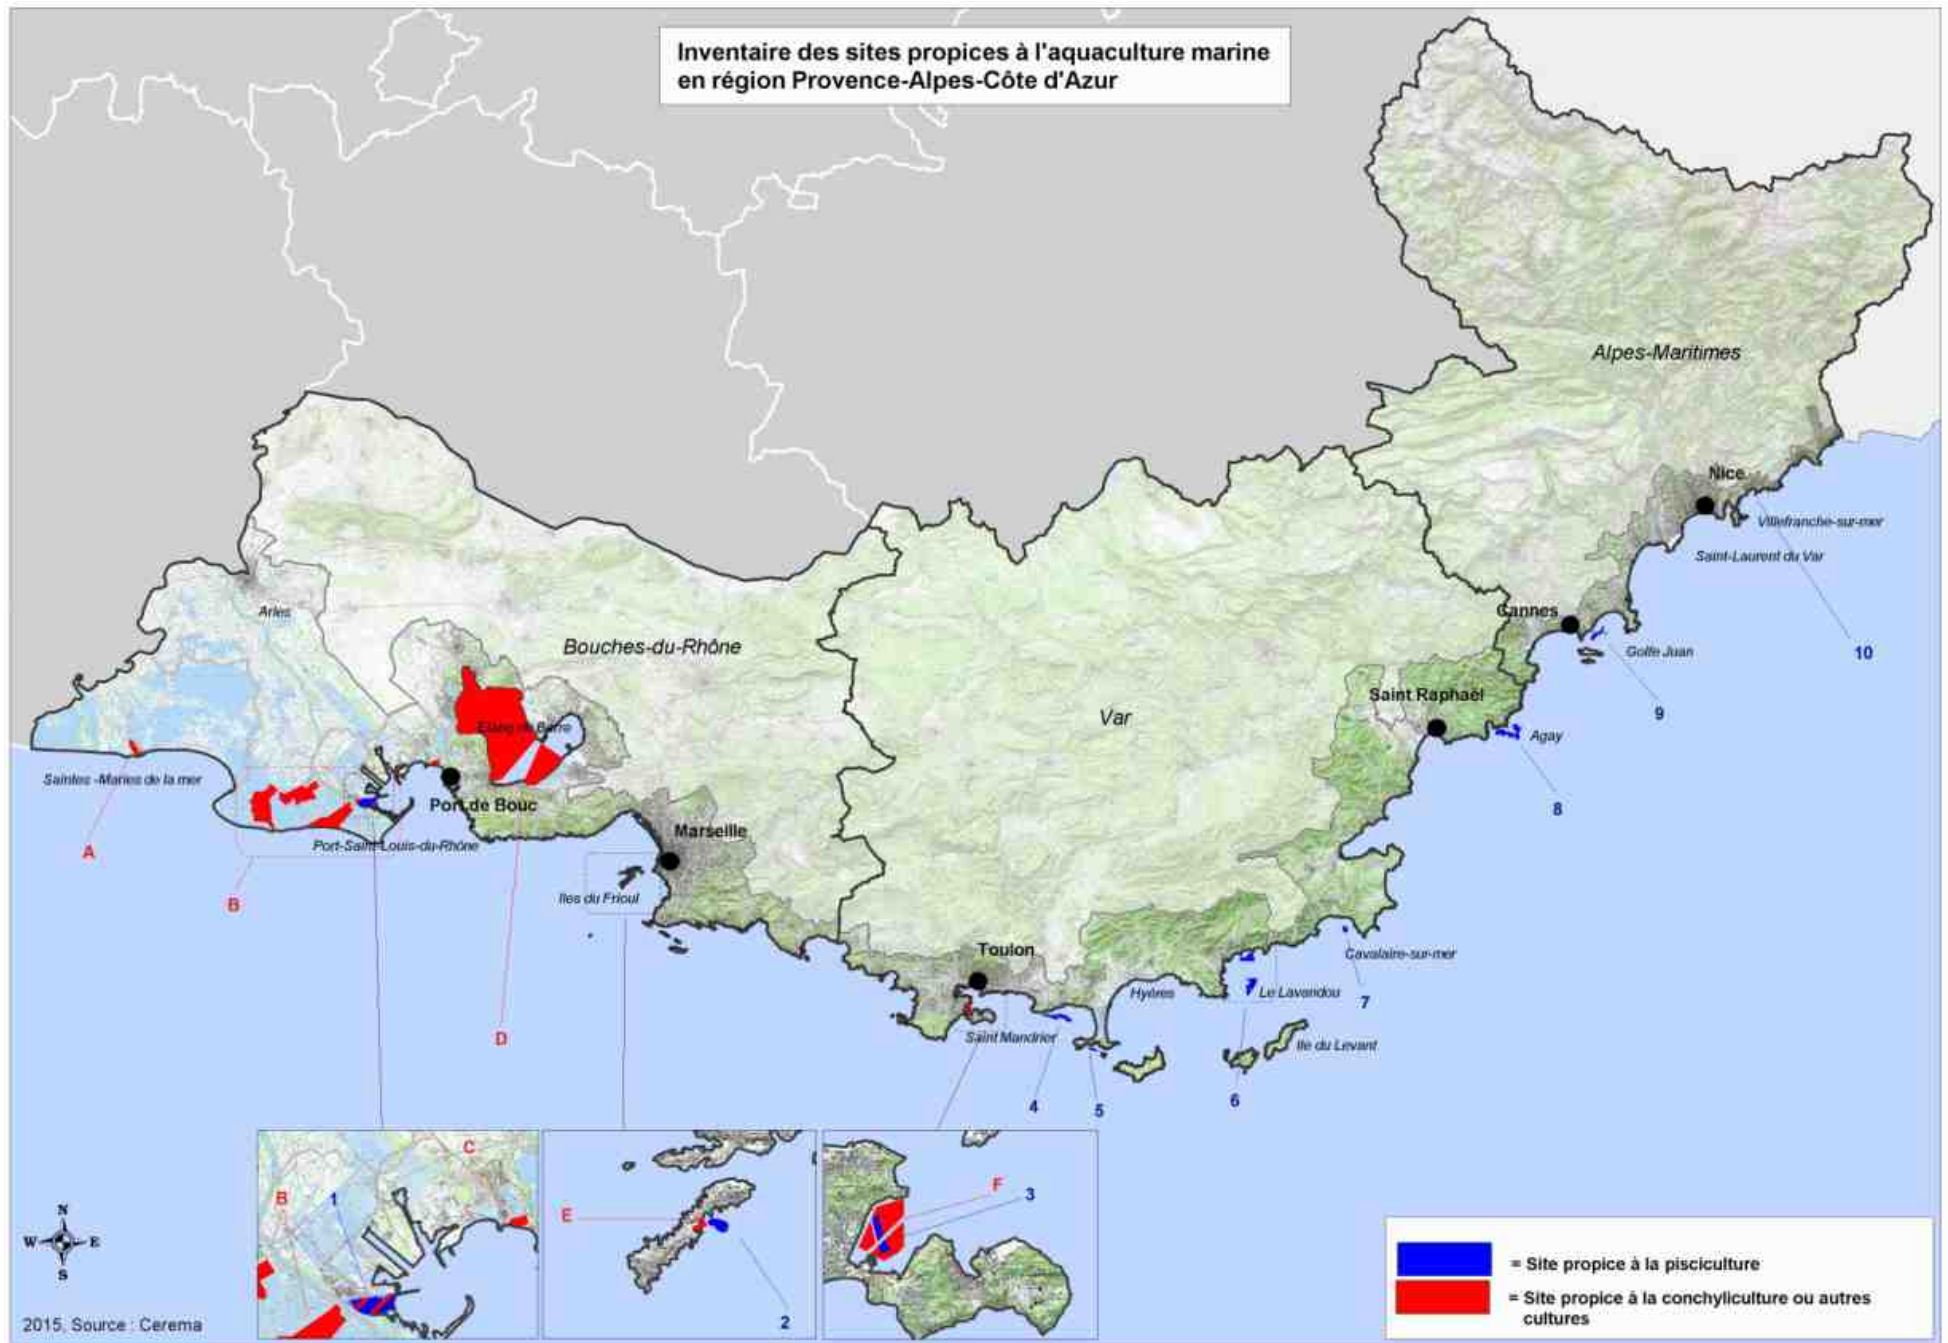 Inventaire des sites propices à l'aquaculture marine
en région Provence-Alpes-Côte d'Azur
Alpes-Maritimes
Nice
Villefranche-sur-mer
Saint-Laurent du Var
Arles
Cannes
Bouches-du-Rhône
Golfe Juan
10
Saint Raphaël
Var
9
Etang de Berre
Agay
Saintes -Maries de la mer
Port de Bouc
8
Marseille
Port-Saint-Louis-du-Rhône
A
Iles du Frioul
B
Toulon
Cavalaire-sur-mer
Hyères
Le Lavandou
7
D
Saint Mandrier
Ile du Levant
4
5
6
C
B
1
E
2
F
3
N
W
E
S
2015, Source : Cerema
= Site propice à la pisciculture
= Site propice à la conchyliculture ou autres
cultures